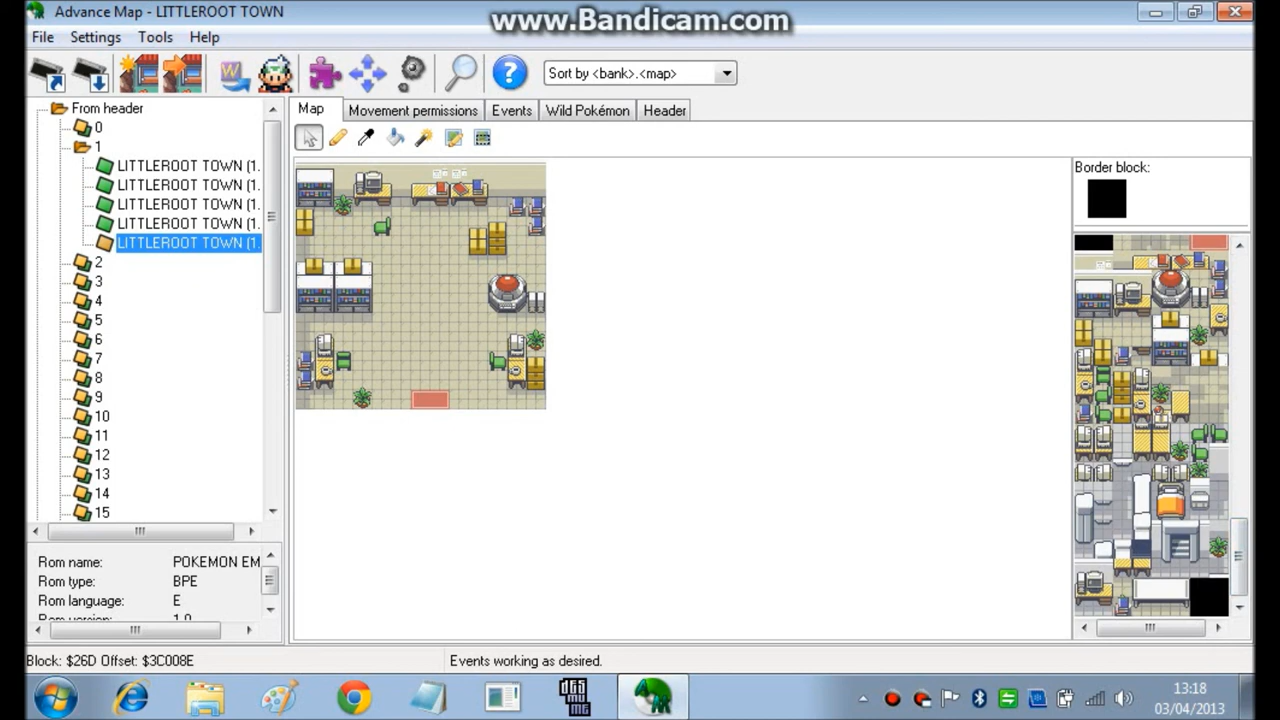 Advance Map - LITTLEROOT TOWN
www.Bandicam.com
File Settings Tools Help
Sort by <bank>.<map>
From header
0
1
LITTLEROOT TOWN (1.
LITTLEROOT TOWN (1.
LITTLEROOT TOWN (1.
LITTLEROOT TOWN (1.
LITTLEROOT TOWN (1.
2
3
4
5
6
7
8
9
10
11
12
13
14
15
Map Movement permissions Events Wild Pokémon Header
Border block:
Rom name: POKEMON EM
Rom type: BPE
Rom language: E
Rom version: 1.0
Block: $26D Offset: $3C008E
Events working as desired.
13:18
03/04/2013